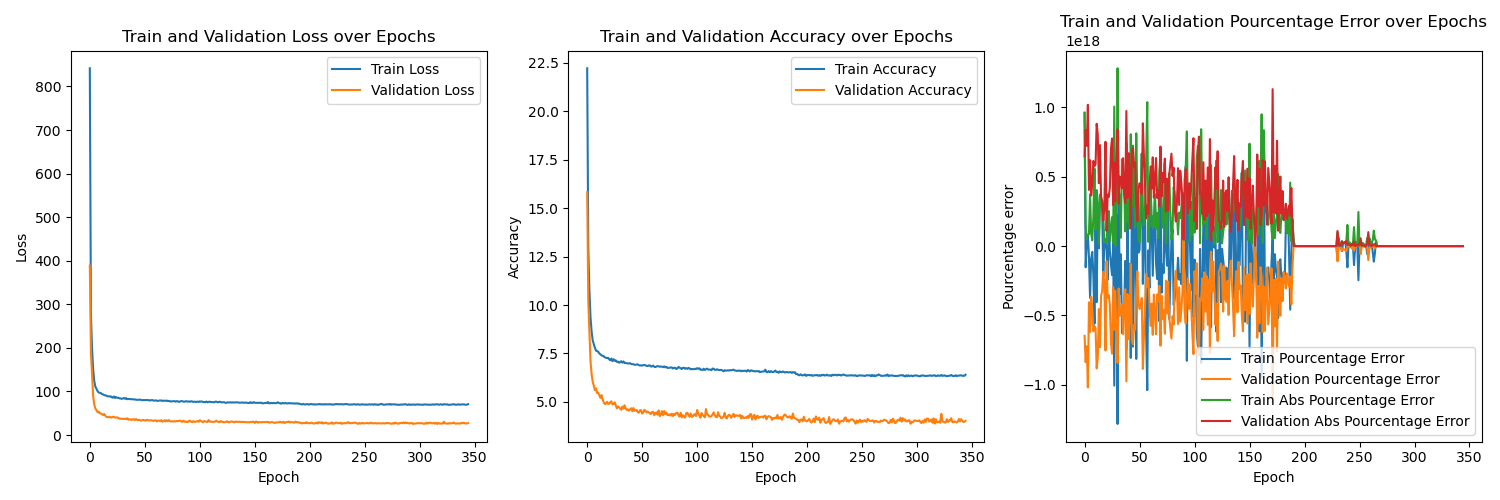 Train and Validation Loss over Epochs
Loss
800
700
600
500
400
300
200
100
0
0 50 100 150 200 250 300 350
Epoch
Train Loss
Validation Loss
Train and Validation Accuracy over Epochs
Accuracy
22.5
20.0
17.5
15.0
12.5
10.0
7.5
5.0
0 50 100 150 200 250 300 350
Epoch
Train Accuracy
Validation Accuracy
Train and Validation Pourcentage Error over Epochs
1e18
Pourcentage error
1.0
0.5
0.0
−0.5
−1.0
0 50 100 150 200 250 300 350
Epoch
Train Pourcentage Error
Validation Pourcentage Error
Train Abs Pourcentage Error
Validation Abs Pourcentage Error